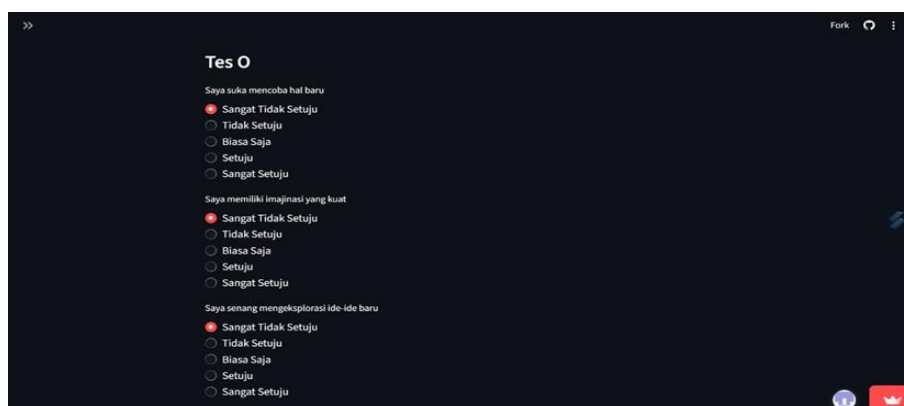 Fork
Tes O
Saya suka mencoba hal baru
Sangat Tidak Setuju
Tidak Setuju
Biasa Saja
Setuju
Sangat Setuju
Saya memiliki imajinasi yang kuat
Sangat Tidak Setuju
Tidak Setuju
Biasa Saja
Setuju
Sangat Setuju
Saya senang mengeksplorasi ide-ide baru
Sangat Tidak Setuju
Tidak Setuju
Biasa Saja
Setuju
Sangat Setuju